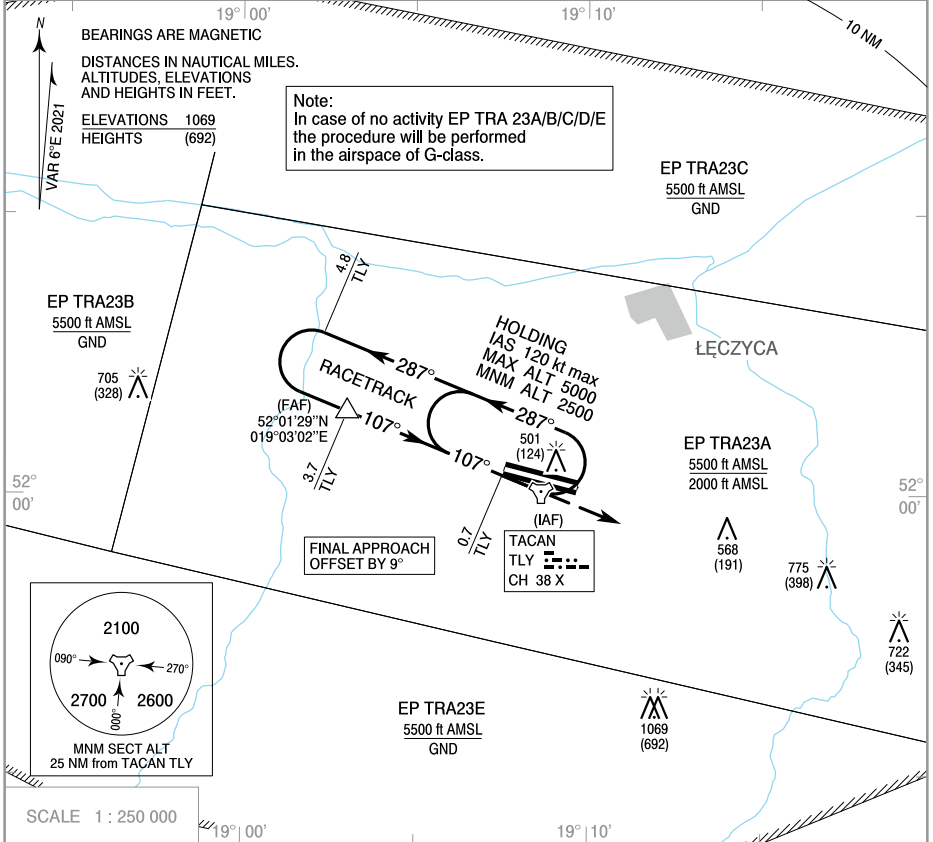 19° 00'
19° 10'
10 NM
N
VAR 6°E 2021
BEARINGS ARE MAGNETIC
DISTANCES IN NAUTICAL MILES.
ALTITUDES, ELEVATIONS
AND HEIGHTS IN FEET.
ELEVATIONS 1069
HEIGHTS (692)
Note:
In case of no activity EP TRA 23A/B/C/D/E
the procedure will be performed
in the airspace of G-class.
EP TRA23C
5500 ft AMSL
GND
EP TRA23B
5500 ft AMSL
GND
705
(328)
4.8
TLY
HOLDING
IAS 120 kt max
MAX ALT 5000
MNM ALT 2500
ŁĘCZYCA
287°
RACETRACK
287°
(FAF)
52°01'29"N
019°03'02"E
107°
107°
501
(124)
3.7
TLY
0.7
TLY
(IAF)
TACAN
TLY
CH 38 X
FINAL APPROACH
OFFSET BY 9°
EP TRA23A
5500 ft AMSL
2000 ft AMSL
52°
00'
52°
00'
568
(191)
775
(398)
722
(345)
1069
(692)
EP TRA23E
5500 ft AMSL
GND
2100
090°
270°
2700
2600
000°
MNM SECT ALT
25 NM from TACAN TLY
SCALE 1 : 250 000
19° 00'
19° 10'